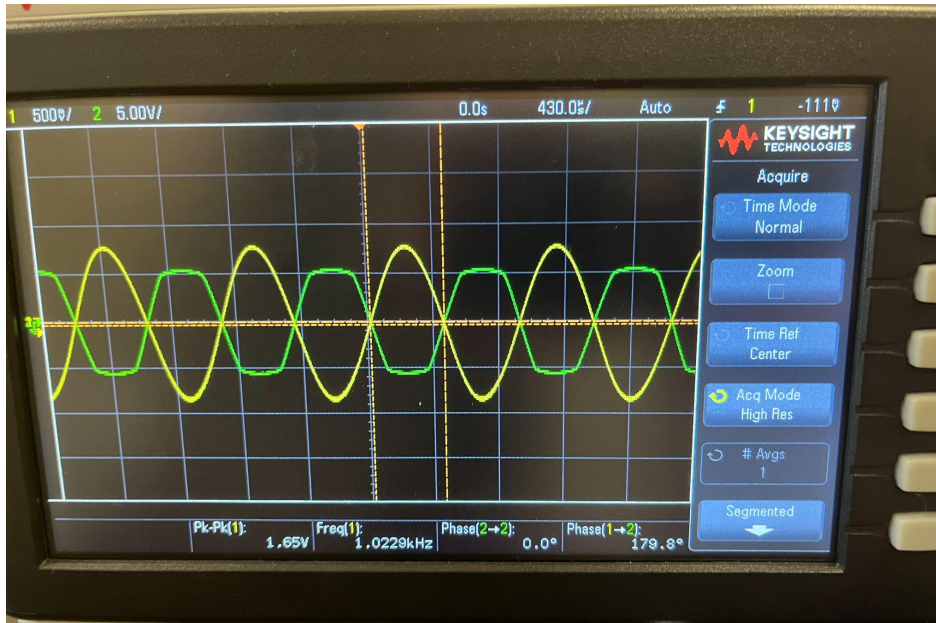 1 500♥/ 2 5.00V/ 0.0s 430.0㎲/ Auto 1 -111♥
KEYSIGHT
TECHNOLOGIES
Acquire
Time Mode
Normal
Zoom
Time Ref
Center
Acq Mode
High Res
# Avgs
1
Segmented
Pk-Pk(1): Freq(1): Phase(2→2): Phase(1→2):
1.65V 1.0229kHz 0.0° 179.8°